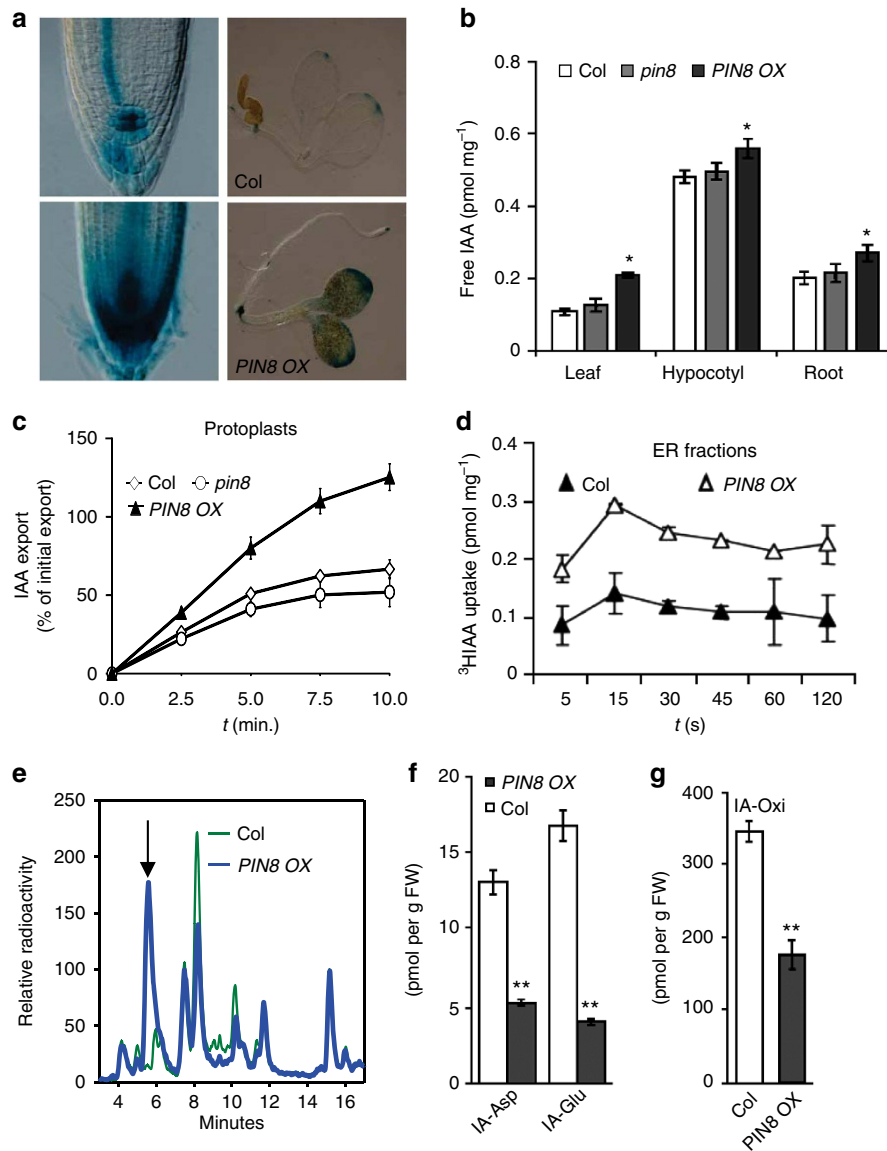 a
Col
PIN8 OX
b
Free IAA (pmol mg⁻¹)
0.8
0.6
0.4
0.2
0
Col pin8 PIN8 OX
*
*
*
Leaf Hypocotyl Root
c
Protoplasts
IAA export
(% of initial export)
150
100
50
0
Col pin8
PIN8 OX
0.0 2.5 5.0 7.5 10.0
t (min.)
d
ER fractions
³HIAA uptake (pmol mg⁻¹)
0.4
0.3
0.2
0.1
0
Col PIN8 OX
5 15 30 45 60 120
t (s)
e
Relative radioactivity
250
200
150
100
50
0
Col
PIN8 OX
4 6 8 10 12 14 16
Minutes
f
(pmol per g FW)
20
15
10
5
0
PIN8 OX
Col
**
**
IA-Asp
IA-Glu
g
(pmol per g FW)
400
300
200
100
0
IA-Oxi
**
Col
PIN8 OX